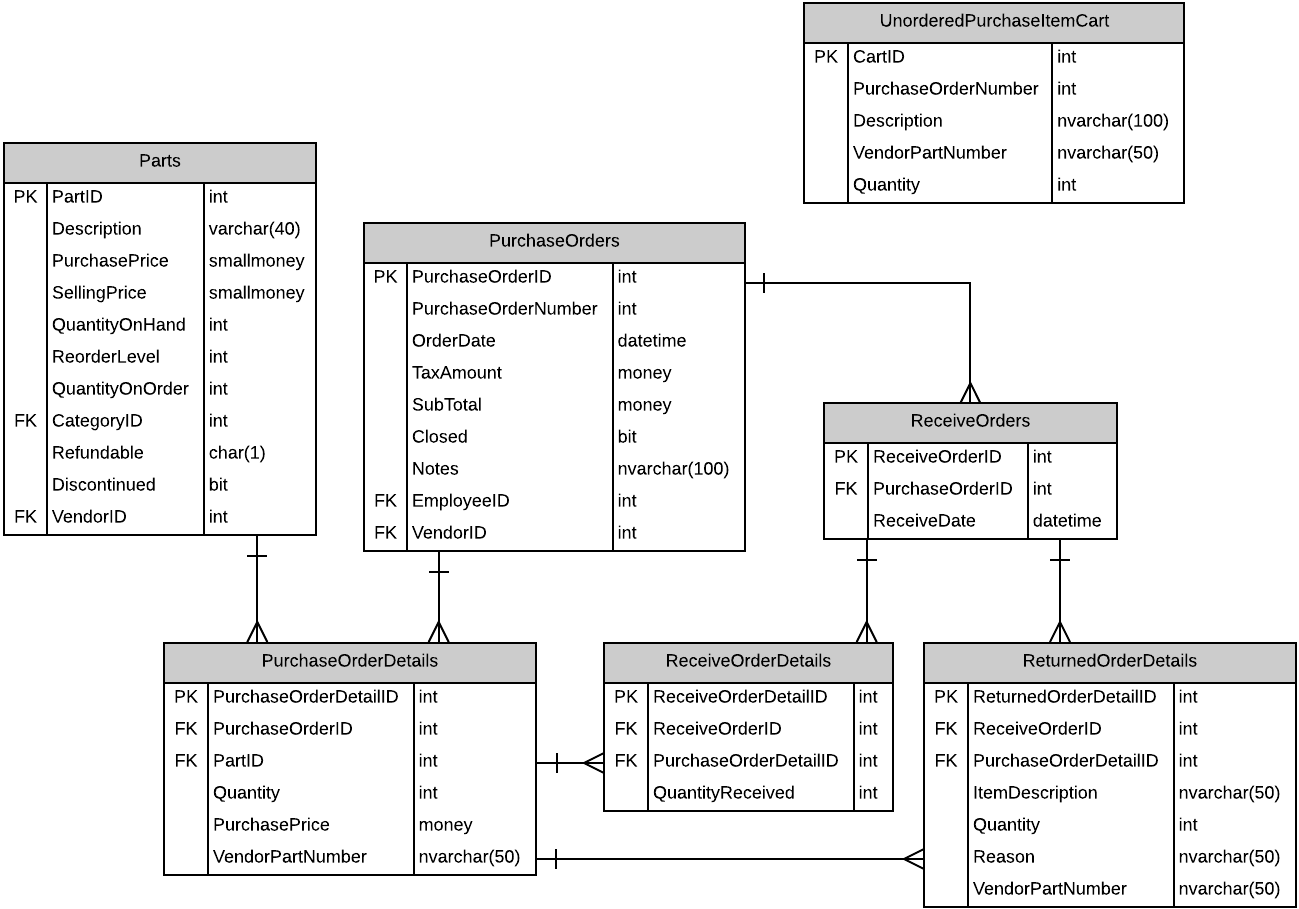 UnorderedPurchaseItemCart
PK CartID int
PurchaseOrderNumber int
Description nvarchar(100)
VendorPartNumber nvarchar(50)
Quantity int
Parts
PK PartID int
Description varchar(40)
PurchasePrice smallmoney
SellingPrice smallmoney
QuantityOnHand int
ReorderLevel int
QuantityOnOrder int
FK CategoryID int
Refundable char(1)
Discontinued bit
FK VendorID int
PurchaseOrders
PK PurchaseOrderID int
PurchaseOrderNumber int
OrderDate datetime
TaxAmount money
SubTotal money
Closed bit
Notes nvarchar(100)
FK EmployeeID int
FK VendorID int
ReceiveOrders
PK ReceiveOrderID int
FK PurchaseOrderID int
ReceiveDate datetime
PurchaseOrderDetails
PK PurchaseOrderDetailID int
FK PurchaseOrderID int
FK PartID int
Quantity int
PurchasePrice money
VendorPartNumber nvarchar(50)
ReceiveOrderDetails
PK ReceiveOrderDetailID int
FK ReceiveOrderID int
FK PurchaseOrderDetailID int
QuantityReceived int
ReturnedOrderDetails
PK ReturnedOrderDetailID int
FK ReceiveOrderID int
FK PurchaseOrderDetailID int
ItemDescription nvarchar(50)
Quantity int
Reason nvarchar(50)
VendorPartNumber nvarchar(50)